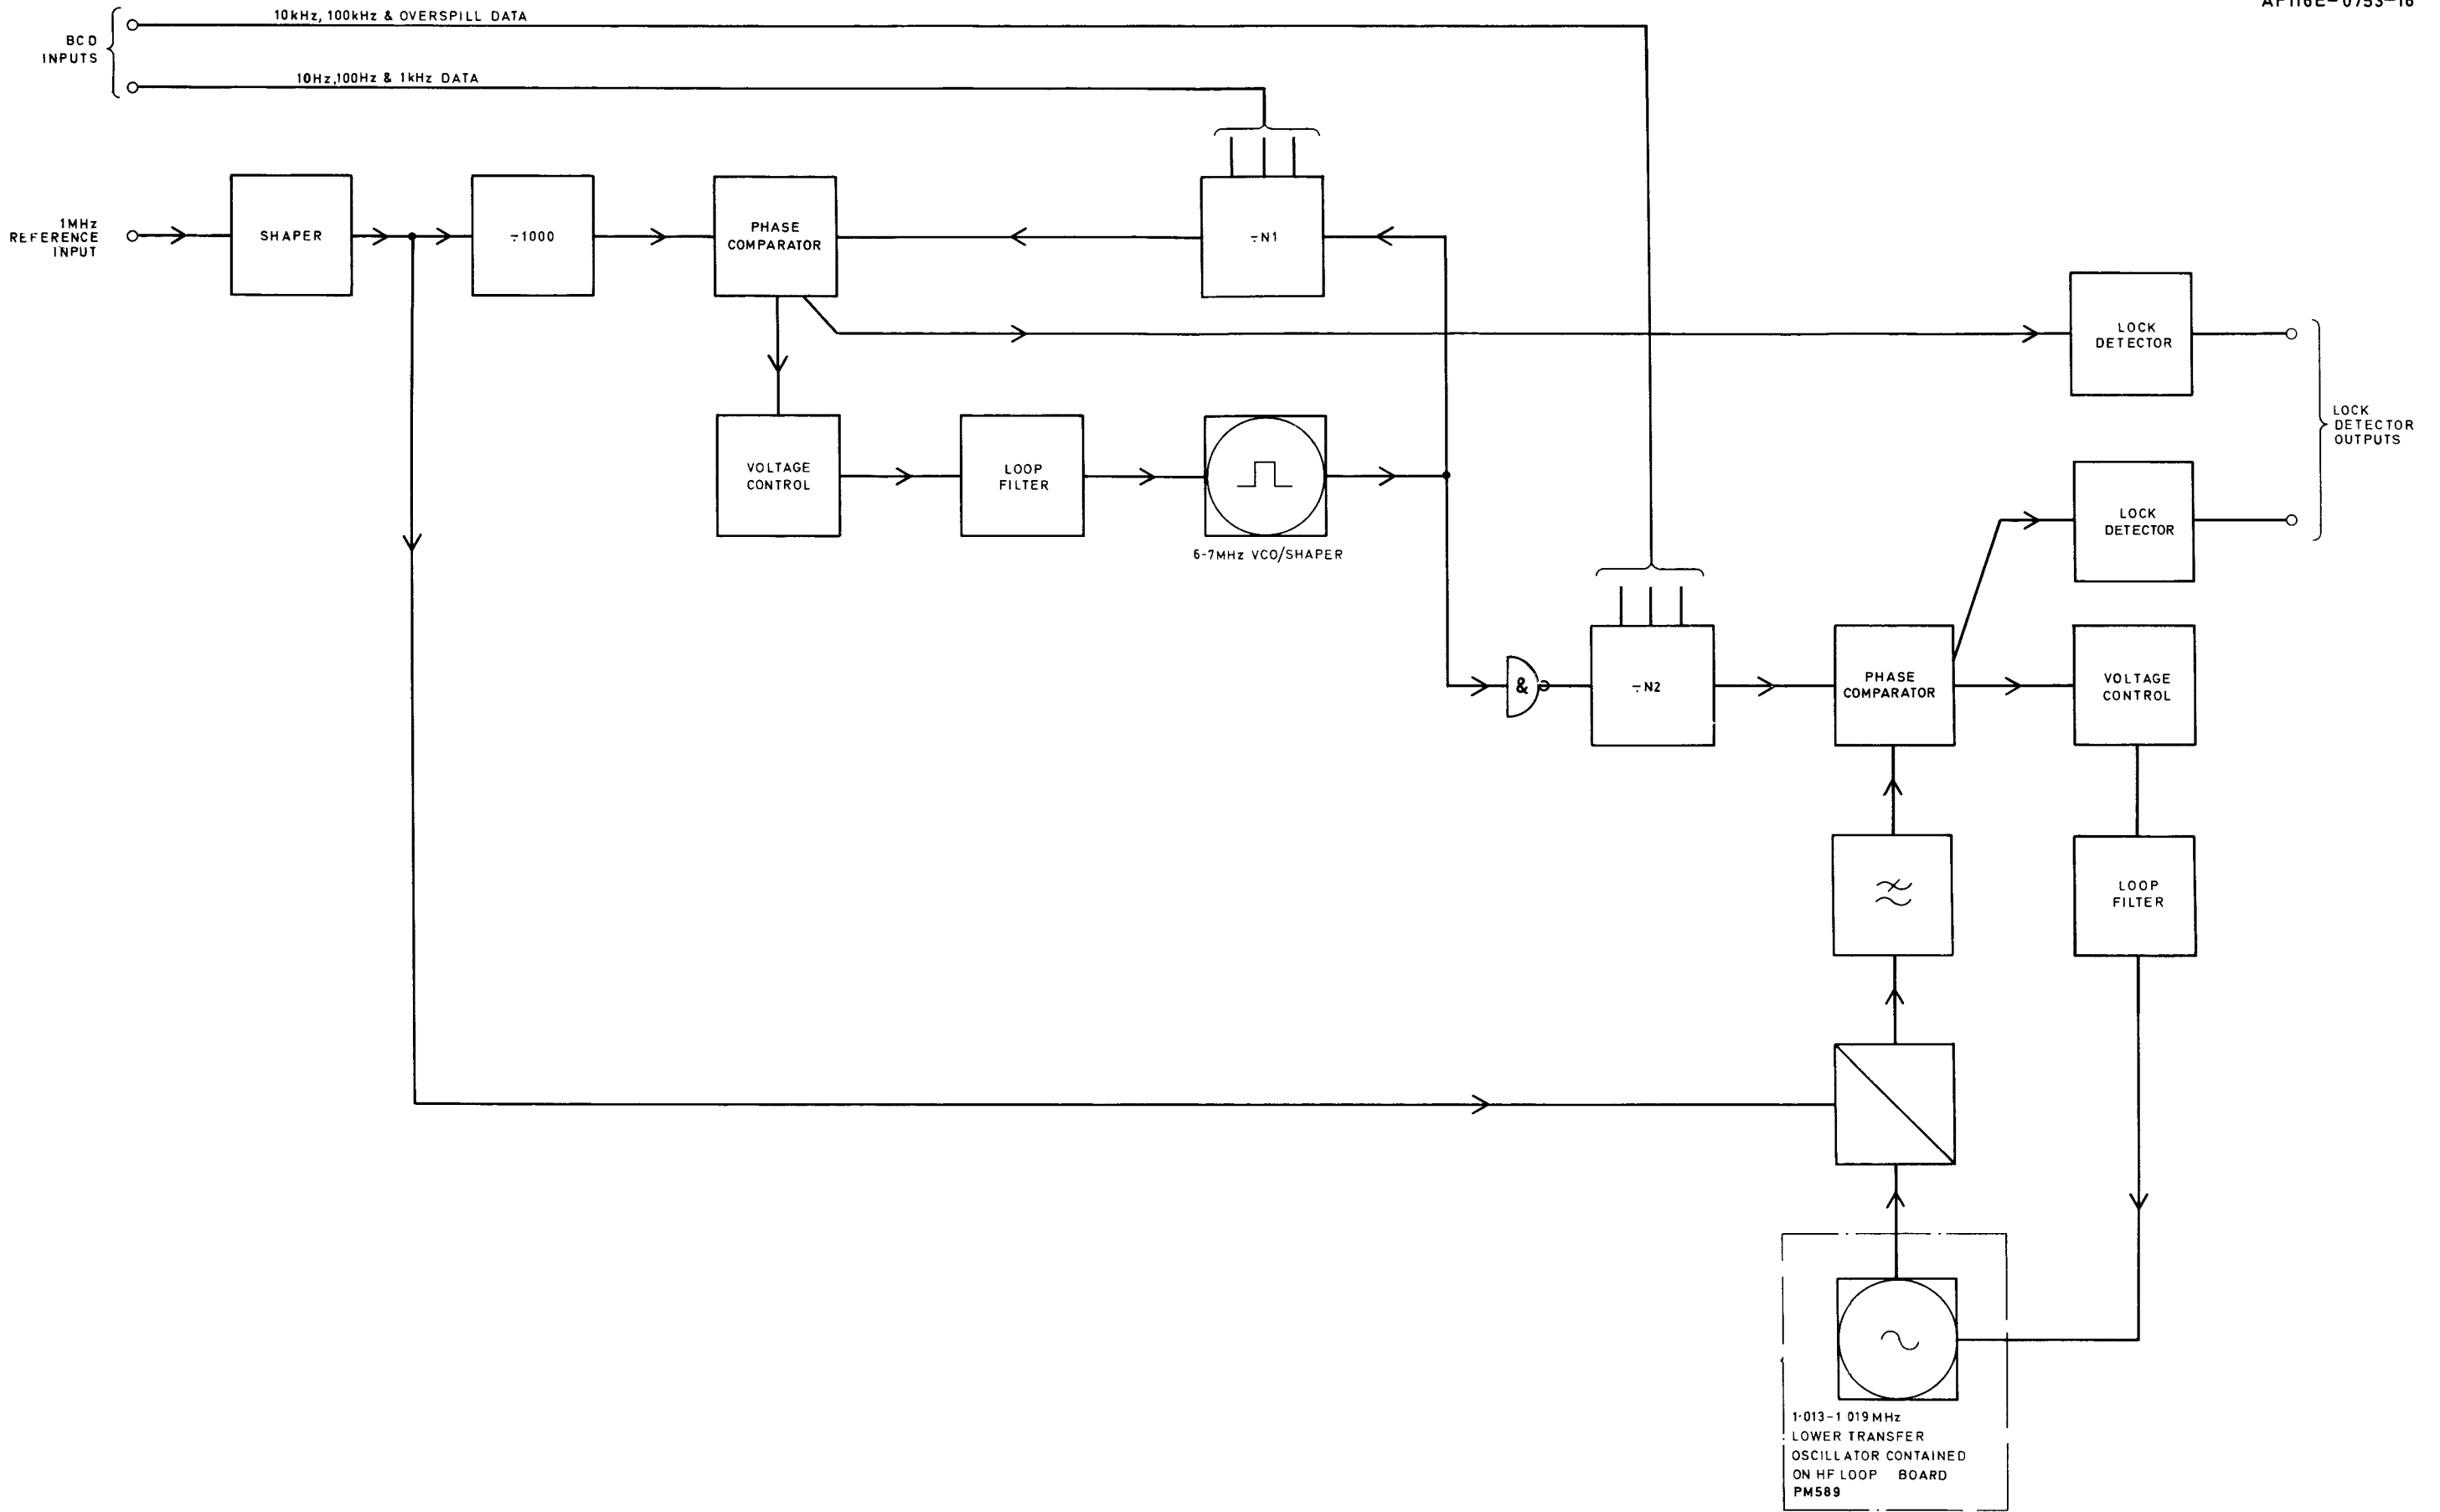 10kHz, 100kHz & OVERSPILL DATA
BCD
INPUTS
10Hz,100Hz & 1kHz DATA
1MHz
REFERENCE
INPUT
SHAPER
÷1000
PHASE
COMPARATOR
÷N1
LOCK
DETECTOR
LOCK
DETECTOR
OUTPUTS
VOLTAGE
CONTROL
LOOP
FILTER
6-7MHz VCO/SHAPER
LOCK
DETECTOR
&
÷N2
PHASE
COMPARATOR
VOLTAGE
CONTROL
LOOP
FILTER
1·013-1 019MHz
LOWER TRANSFER
OSCILLATOR CONTAINED
ON HF LOOP BOARD
PM589